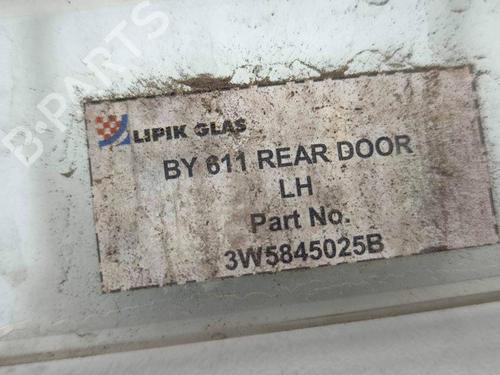 B-PARTS
LIPIK GLAS
BY 611 REAR DOOR
LH
Part No.
3W5845025B